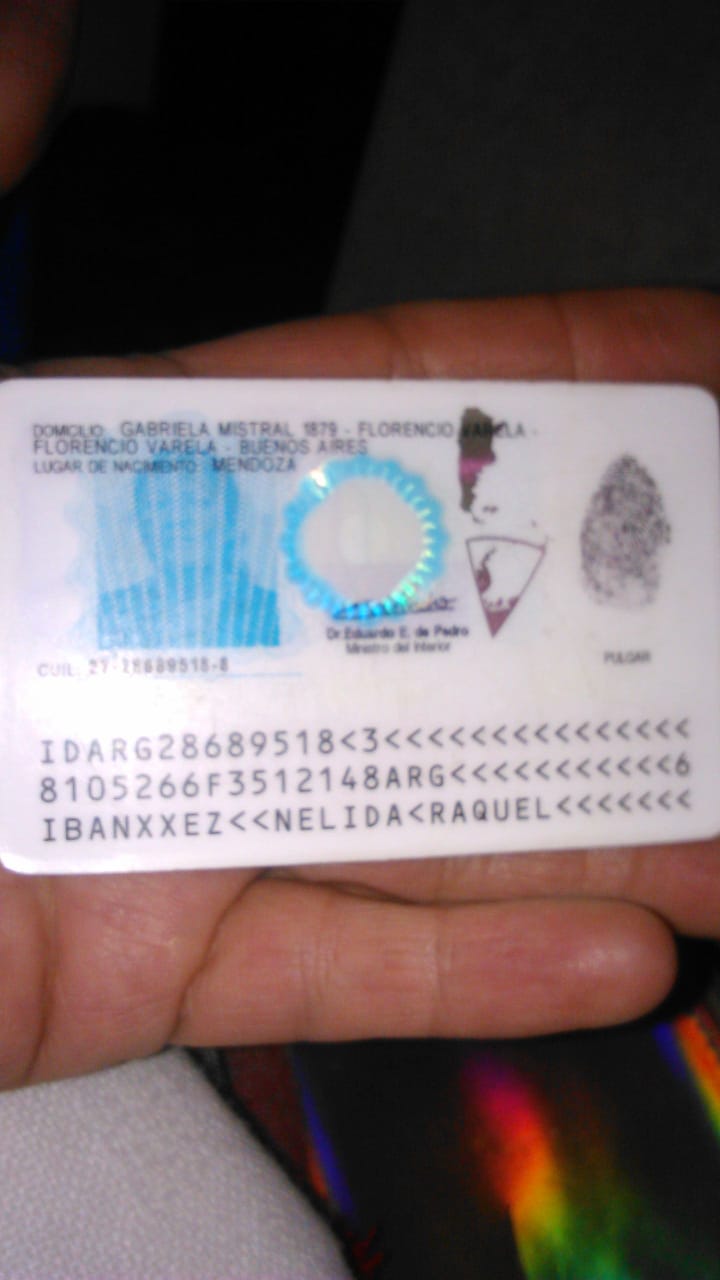 DOMICILIO: GABRIELA MISTRAL 1879 - FLORENCIO VARELA -
FLORENCIO VARELA - BUENOS AIRES
LUGAR DE NACIMIENTO: MENDOZA
Dr. Eduardo E. de Pedro
Ministro del Interior
PULGAR
CUIL: 27-28689518-8
IDARG28689518<3<<<<<<<<<<<<<<<
8105266F3512148ARG<<<<<<<<<<<6
IBANXXEZ<<NELIDA<RAQUEL<<<<<<<